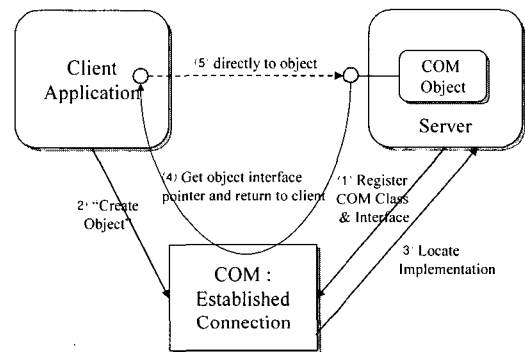 Client
Application
(5) directly to object
COM
Object
Server
(4) Get object interface
pointer and return to client
(1) Register
COM Class
& Interface
2) "Create
Object"
3) Locate
Implementation
COM :
Established
Connection